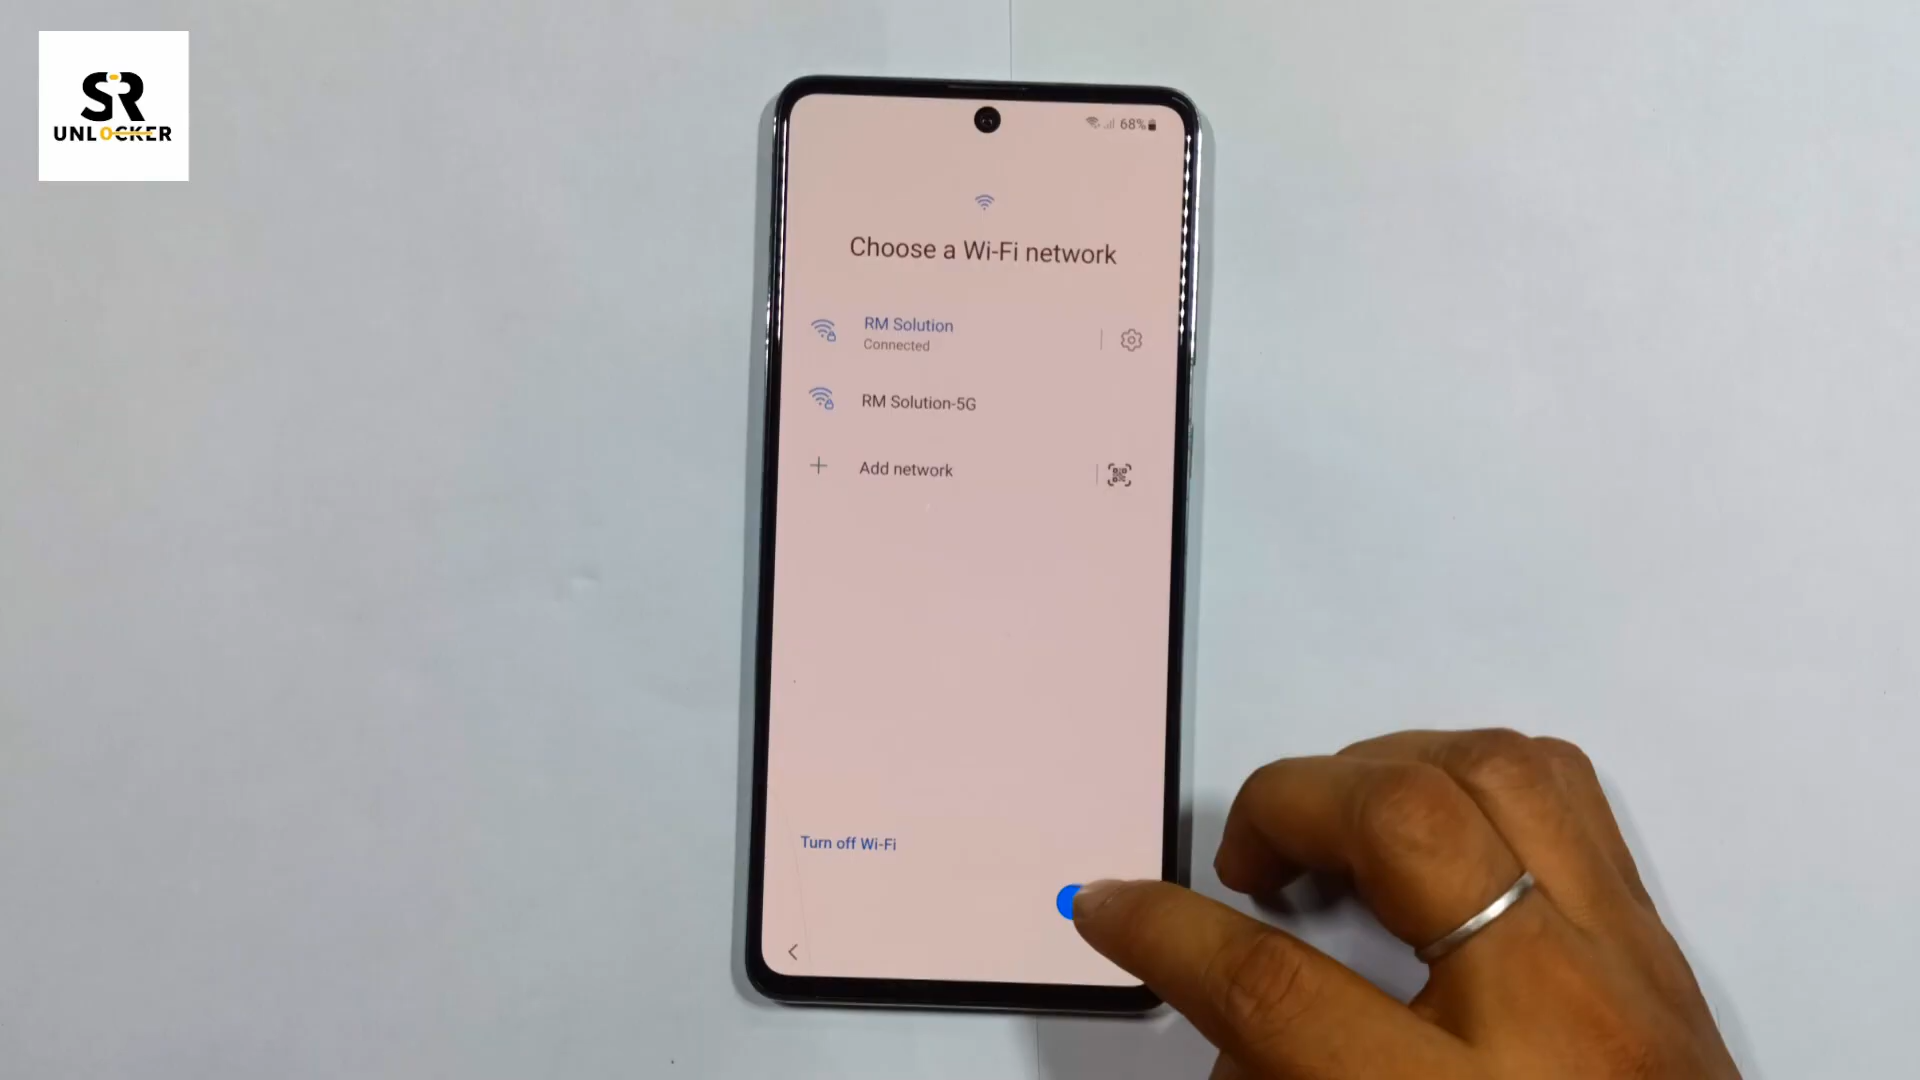 SR
UNLOCKER
68%
Choose a Wi-Fi network
RM Solution
Connected
RM Solution-5G
Add network
Turn off Wi-Fi